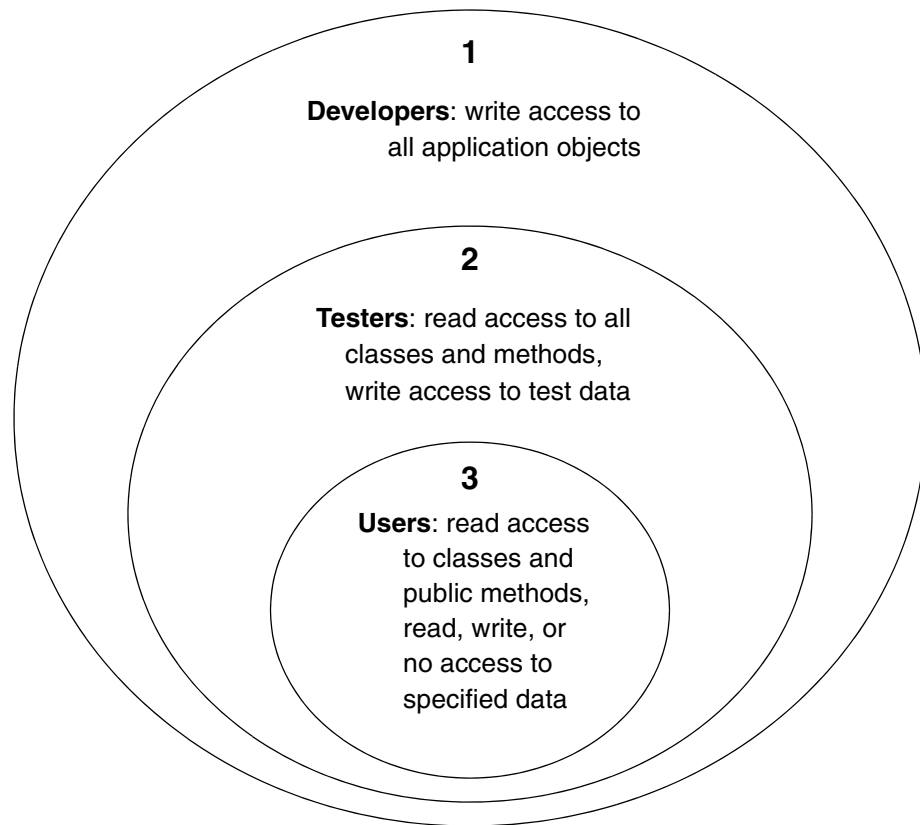 1
Developers: write access to
all application objects
2
Testers: read access to all
classes and methods,
write access to test data
3
Users: read access
to classes and
public methods,
read, write, or
no access to
specified data